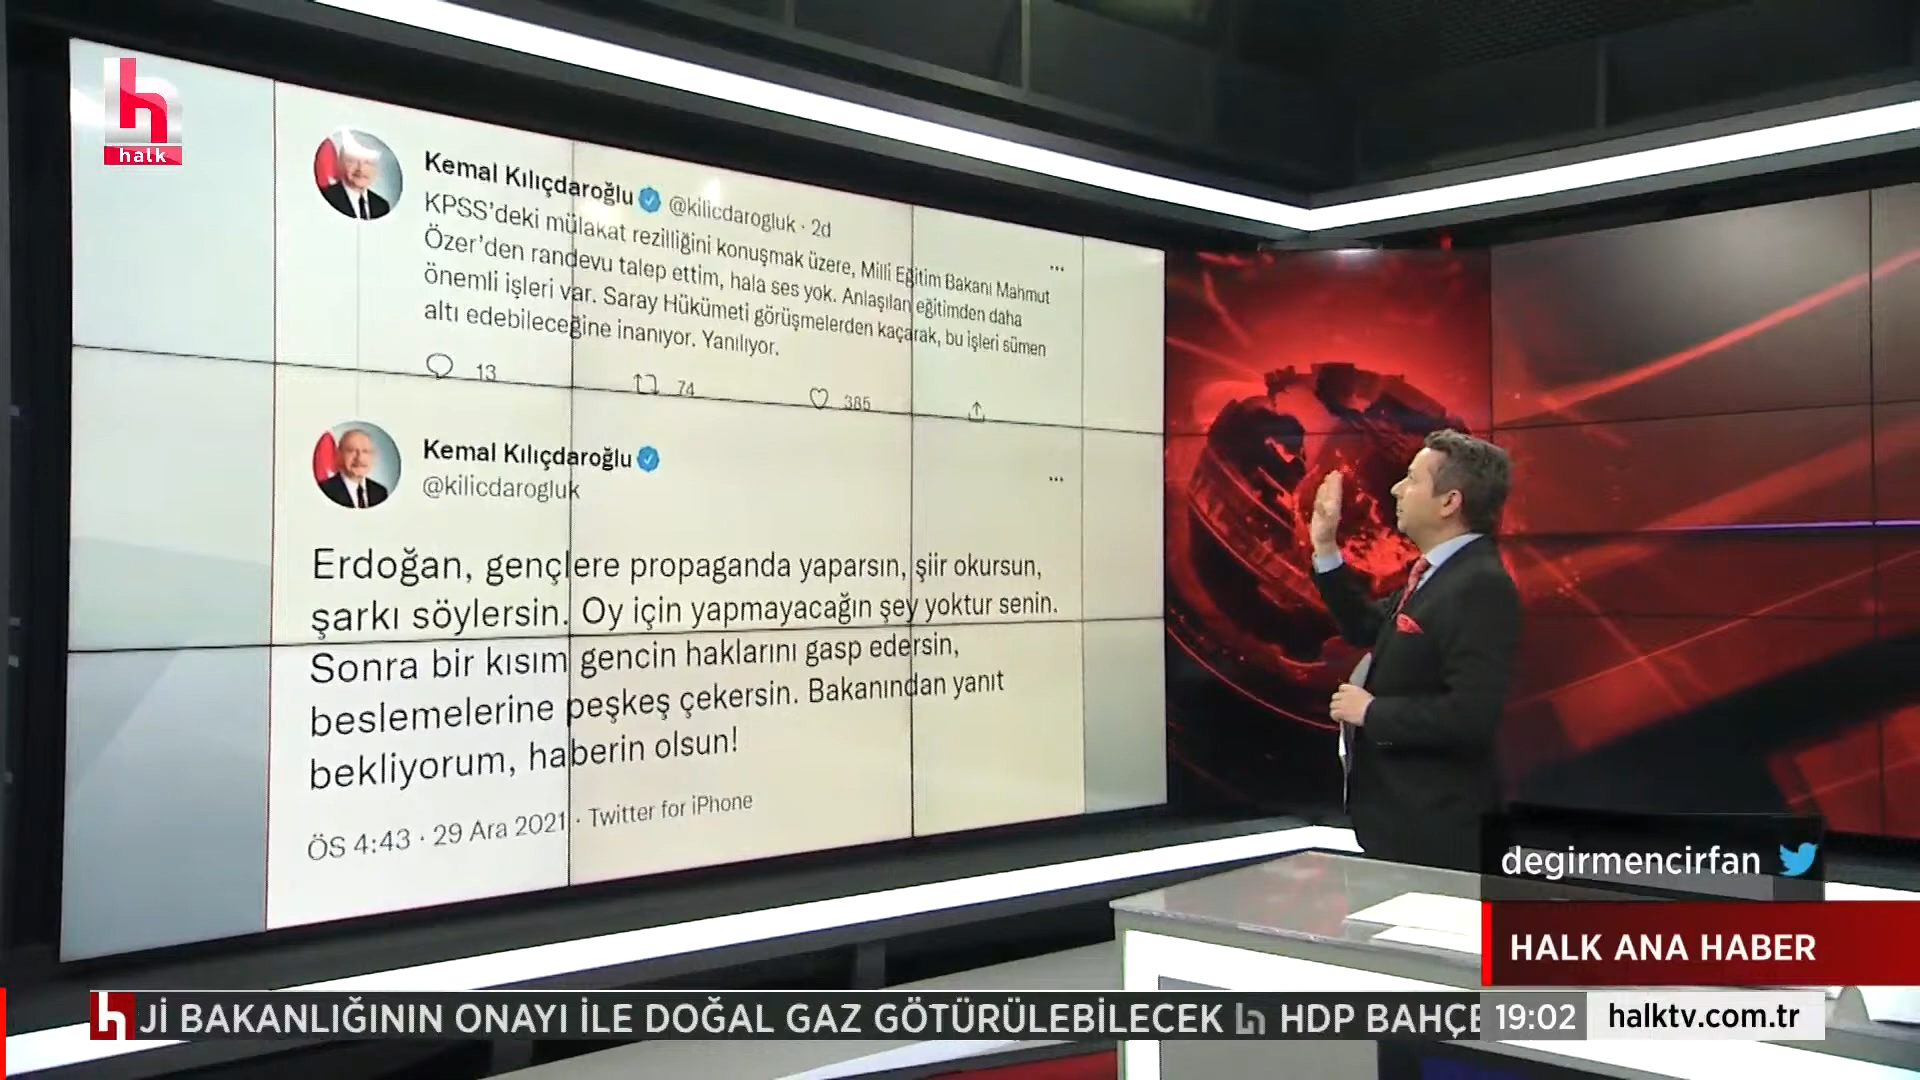 halk
Kemal Kılıçdaroğlu @kilicdarogluk · 2d
KPSS'deki mülakat rezilliğini konuşmak üzere, Milli Eğitim Bakanı Mahmut
Özer'den randevu talep ettim, hala ses yok. Anlaşılan eğitimden daha
önemli işleri var. Saray Hükümeti görüşmelerden kaçarak, bu işleri sümen
altı edebileceğine inanıyor. Yanılıyor.
13 74 385
Kemal Kılıçdaroğlu
@kilicdarogluk
Erdoğan, gençlere propaganda yaparsın, şiir okursun,
şarkı söylersin. Oy için yapmayacağın şey yoktur senin.
Sonra bir kısım gencin haklarını gasp edersin,
beslemelerine peşkeş çekersin. Bakanından yanıt
bekliyorum, haberin olsun!
ÖS 4:43 · 29 Ara 2021 · Twitter for iPhone
degirmencirfan
HALK ANA HABER
Jİ BAKANLIĞININ ONAYI İLE DOĞAL GAZ GÖTÜRÜLEBİLECEK HDP BAHÇE 19:02 halktv.com.tr